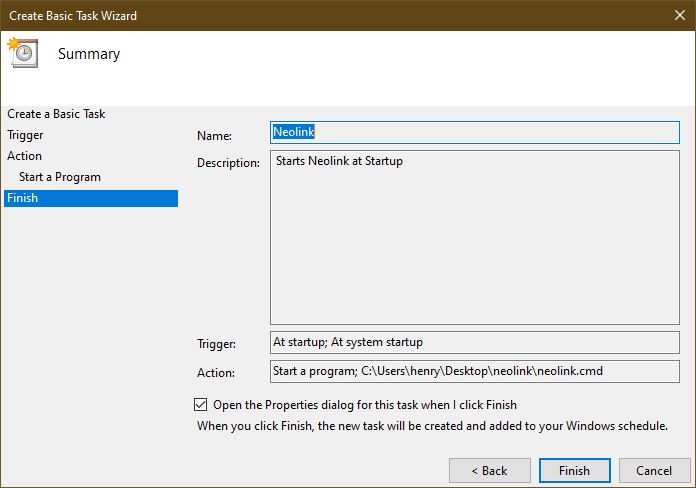 Create Basic Task Wizard
Summary
Create a Basic Task
Trigger
Action
Start a Program
Finish
Name: Neolink
Description: Starts Neolink at Startup
Trigger: At startup; At system startup
Action: Start a program; C:\Users\henry\Desktop\neolink\neolink.cmd
Open the Properties dialog for this task when I click Finish
When you click Finish, the new task will be created and added to your Windows schedule.
< Back Finish Cancel